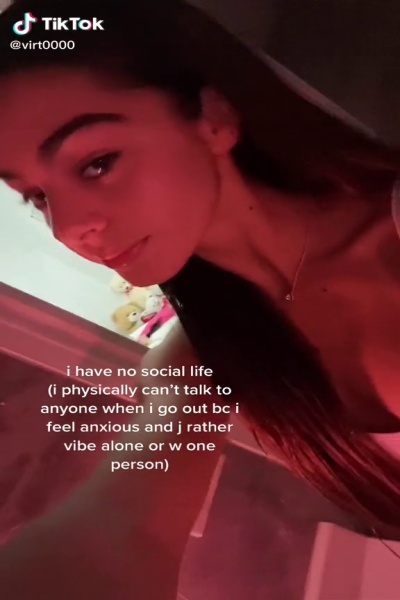 TikTok
@virt0000
i have no social life
(i physically can't talk to
anyone when i go out bc i
feel anxious and j rather
vibe alone or w one
person)